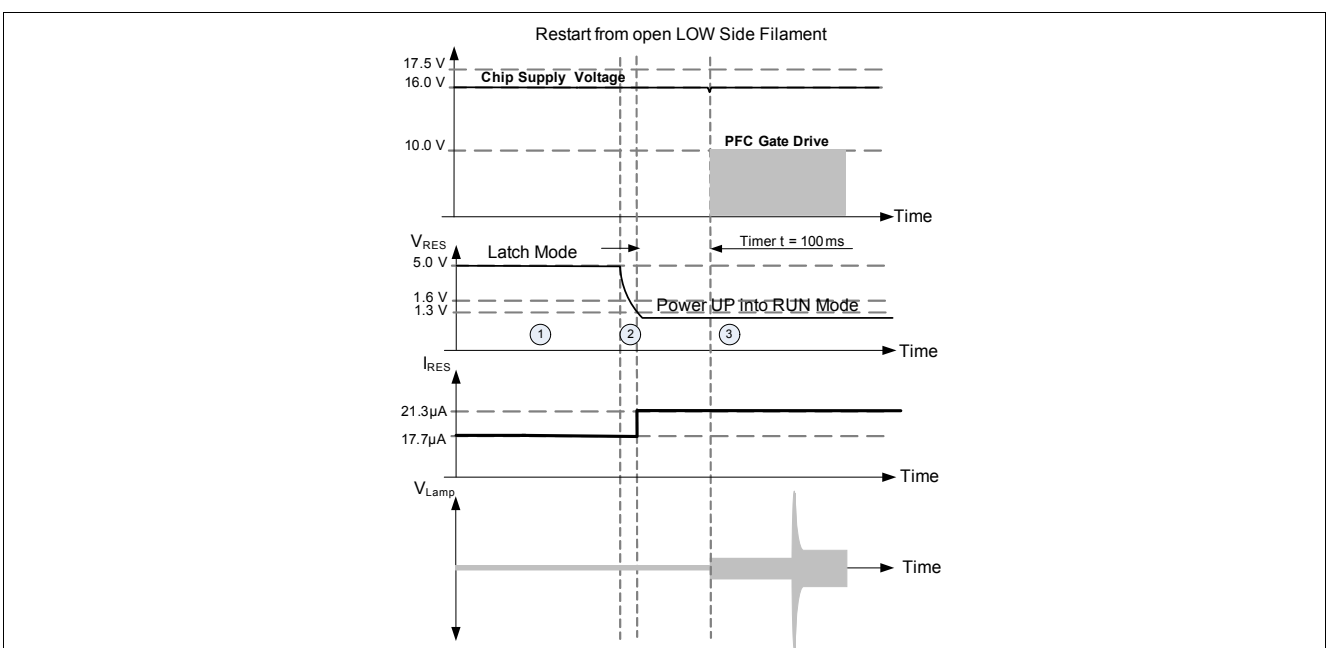 Restart from open LOW Side Filament
17.5 V
16.0 V
Chip Supply Voltage
10.0 V
PFC Gate Drive
Time
VRES
5.0 V
Latch Mode
Timer t = 100ms
1.6 V
1.3 V
Power UP into RUN Mode
1
2
3
Time
IRES
21.3µA
17.7µA
Time
VLamp
Time